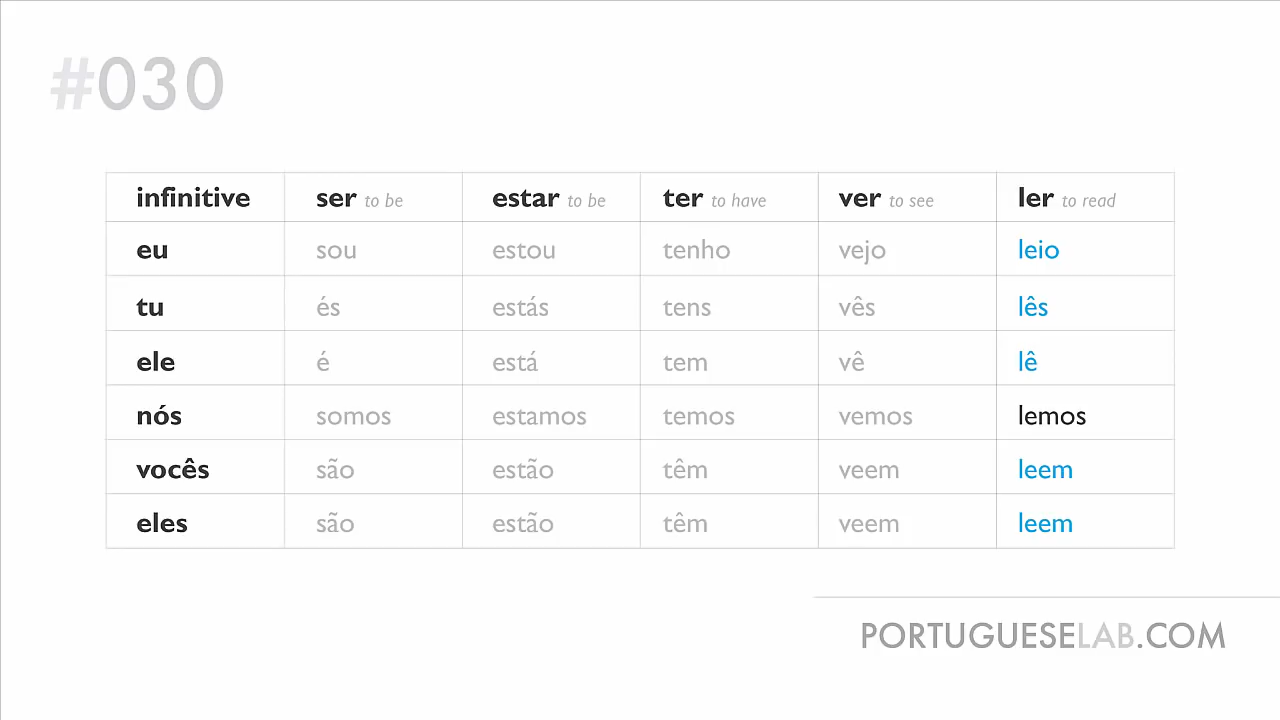 #030
infinitive ser to be estar to be ter to have ver to see ler to read
eu sou estou tenho vejo leio
tu és estás tens vês lês
ele é está tem vê lê
nós somos estamos temos vemos lemos
vocês são estão têm veem leem
eles são estão têm veem leem
PORTUGUESELAB.COM